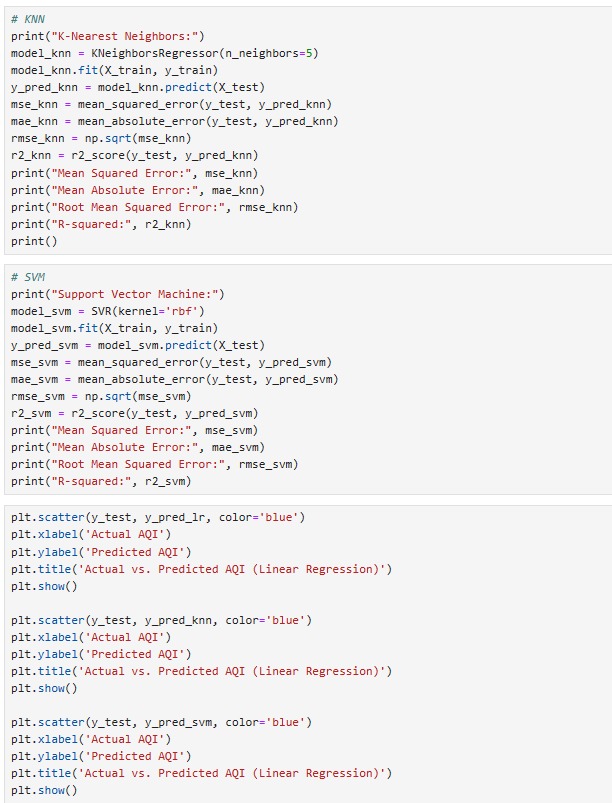 # KNN
print("K-Nearest Neighbors:")
model_knn = KNeighborsRegressor(n_neighbors=5)
model_knn.fit(X_train, y_train)
y_pred_knn = model_knn.predict(X_test)
mse_knn = mean_squared_error(y_test, y_pred_knn)
mae_knn = mean_absolute_error(y_test, y_pred_knn)
rmse_knn = np.sqrt(mse_knn)
r2_knn = r2_score(y_test, y_pred_knn)
print("Mean Squared Error:", mse_knn)
print("Mean Absolute Error:", mae_knn)
print("Root Mean Squared Error:", rmse_knn)
print("R-squared:", r2_knn)
print()
# SVM
print("Support Vector Machine:")
model_svm = SVR(kernel='rbf')
model_svm.fit(X_train, y_train)
y_pred_svm = model_svm.predict(X_test)
mse_svm = mean_squared_error(y_test, y_pred_svm)
mae_svm = mean_absolute_error(y_test, y_pred_svm)
rmse_svm = np.sqrt(mse_svm)
r2_svm = r2_score(y_test, y_pred_svm)
print("Mean Squared Error:", mse_svm)
print("Mean Absolute Error:", mae_svm)
print("Root Mean Squared Error:", rmse_svm)
print("R-squared:", r2_svm)
plt.scatter(y_test, y_pred_lr, color='blue')
plt.xlabel('Actual AQI')
plt.ylabel('Predicted AQI')
plt.title('Actual vs. Predicted AQI (Linear Regression)')
plt.show()
plt.scatter(y_test, y_pred_knn, color='blue')
plt.xlabel('Actual AQI')
plt.ylabel('Predicted AQI')
plt.title('Actual vs. Predicted AQI (Linear Regression)')
plt.show()
plt.scatter(y_test, y_pred_svm, color='blue')
plt.xlabel('Actual AQI')
plt.ylabel('Predicted AQI')
plt.title('Actual vs. Predicted AQI (Linear Regression)')
plt.show()